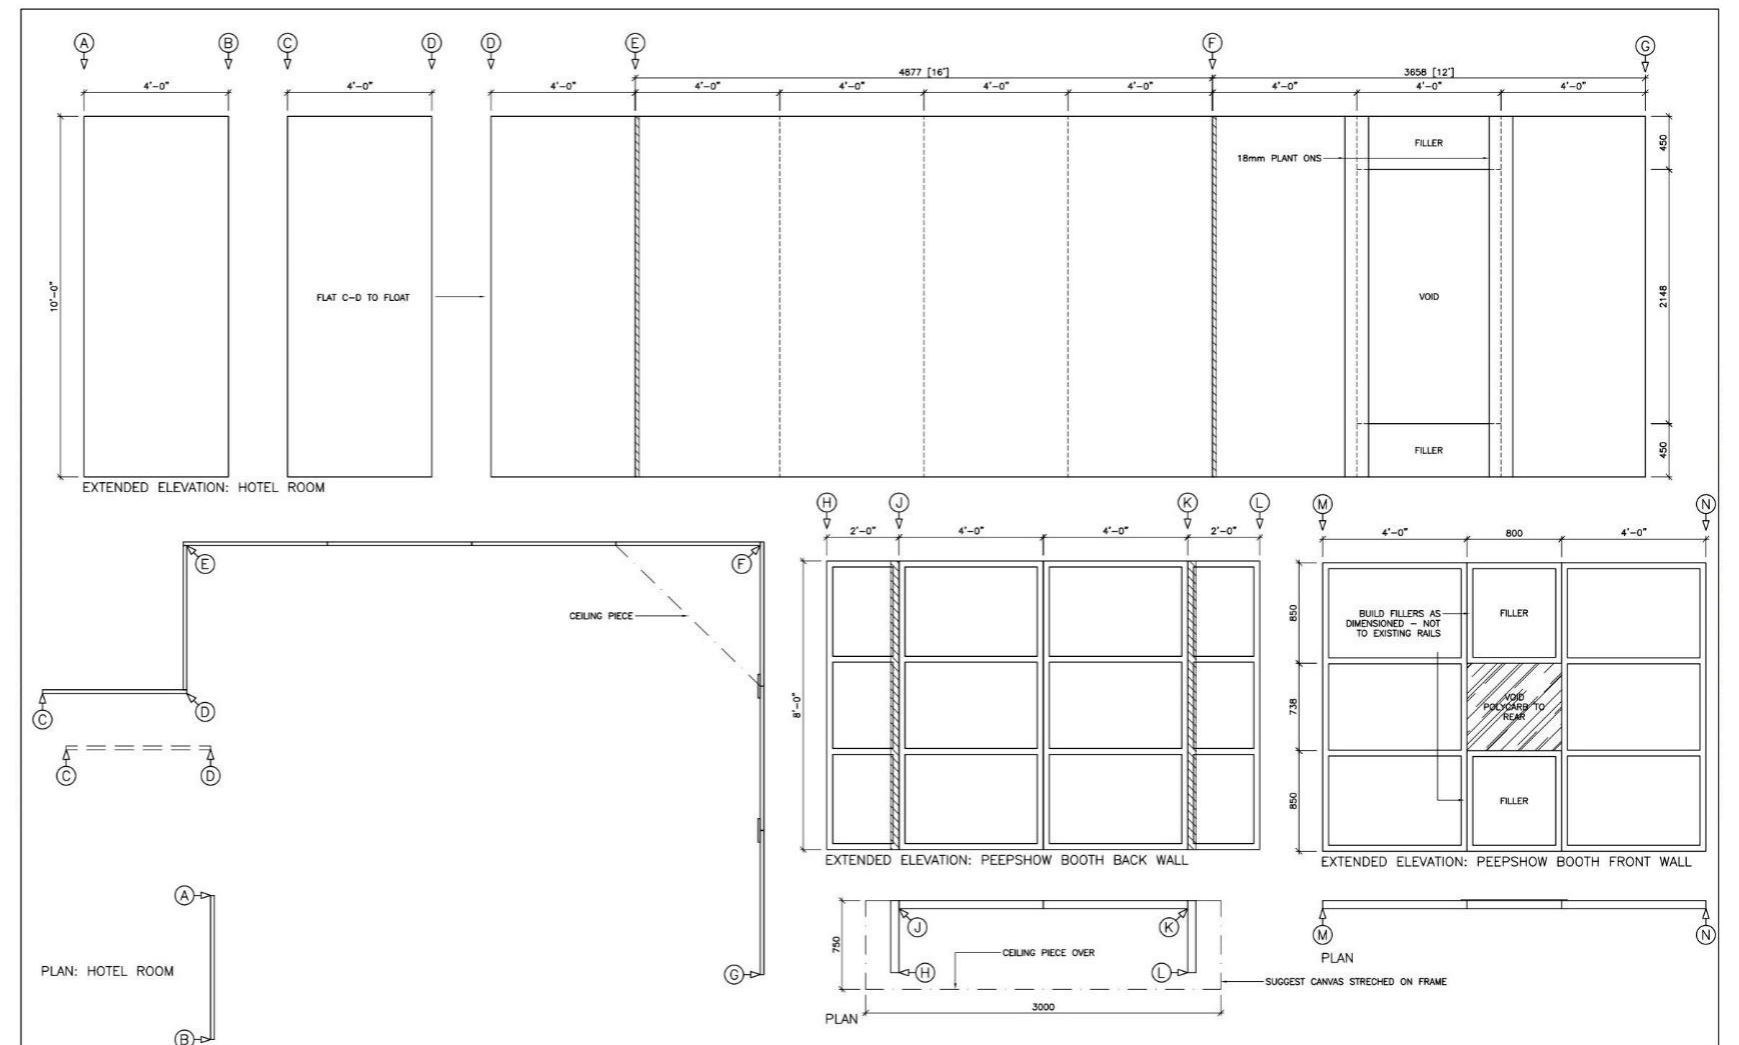 A B C D D E F G
4877 [16'] 3658 [12']
4'-0" 4'-0" 4'-0" 4'-0" 4'-0" 4'-0" 4'-0" 4'-0" 4'-0" 4'-0"
10'-0"
FLAT C-D TO FLOAT
18mm PLANT ONS
FILLER
VOID
FILLER
450
2148
450
EXTENDED ELEVATION: HOTEL ROOM
E F
CEILING PIECE
C D
C D
A
PLAN: HOTEL ROOM
G
B
H J K L
2'-0" 4'-0" 4'-0" 2'-0"
8'-0"
EXTENDED ELEVATION: PEEPSHOW BOOTH BACK WALL
M N
4'-0" 800 4'-0"
850
738
850
BUILD FILLERS AS
DIMENSIONED - NOT
TO EXISTING RAILS
FILLER
VOID
POLYCARB TO
REAR
FILLER
EXTENDED ELEVATION: PEEPSHOW BOOTH FRONT WALL
750
J K
CEILING PIECE OVER
H L
SUGGEST CANVAS STRECHED ON FRAME
3000
PLAN
M N
PLAN